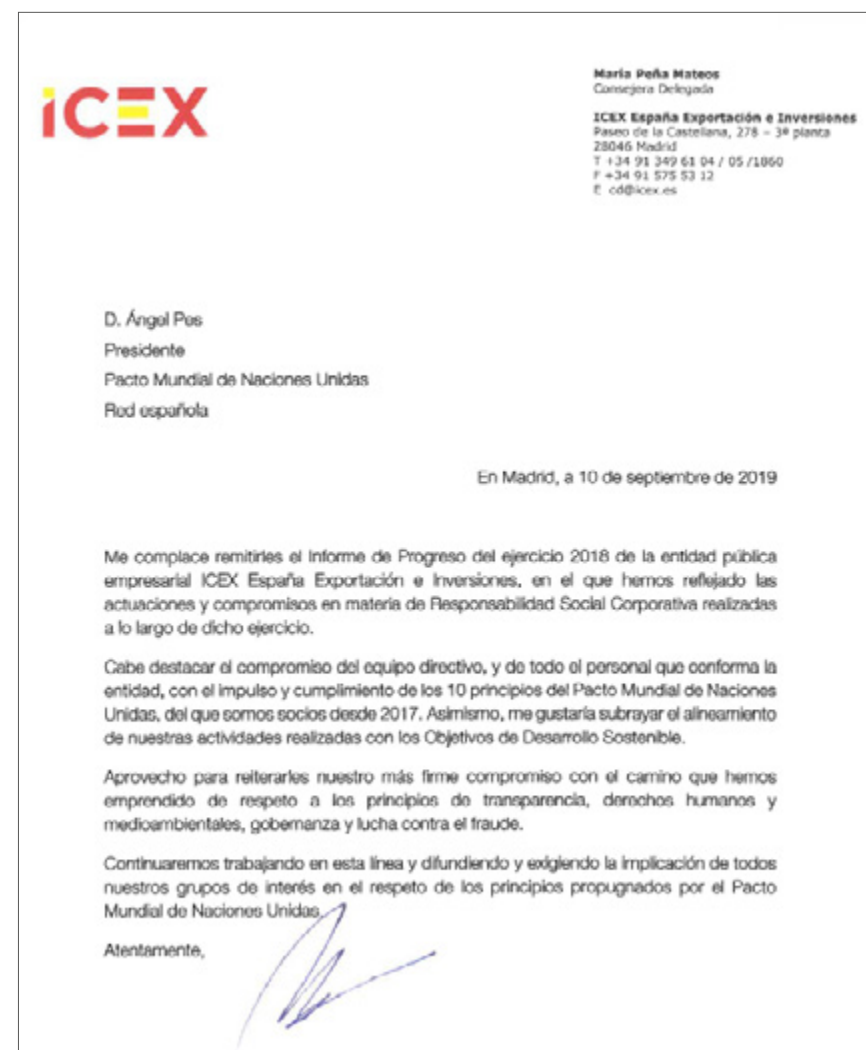 ICEX
María Peña Mateos
Consejera Delegada
ICEX España Exportación e Inversiones
Paseo de la Castellana, 278 – 3ª planta
28046 Madrid
T +34 91 349 61 04 / 05 /1860
F +34 91 575 53 12
E cd@icex.es
D. Ángel Pes
Presidente
Pacto Mundial de Naciones Unidas
Red española
En Madrid, a 10 de septiembre de 2019
Me complace remitirles el Informe de Progreso del ejercicio 2018 de la entidad pública
empresarial ICEX España Exportación e Inversiones, en el que hemos reflejado las
actuaciones y compromisos en materia de Responsabilidad Social Corporativa realizadas
a lo largo de dicho ejercicio.
Cabe destacar el compromiso del equipo directivo, y de todo el personal que conforma la
entidad, con el impulso y cumplimiento de los 10 principios del Pacto Mundial de Naciones
Unidas, del que somos socios desde 2017. Asimismo, me gustaría subrayar el alineamiento
de nuestras actividades realizadas con los Objetivos de Desarrollo Sostenible.
Aprovecho para reiterarles nuestro más firme compromiso con el camino que hemos
emprendido de respeto a los principios de transparencia, derechos humanos y
medioambientales, gobernanza y lucha contra el fraude.
Continuaremos trabajando en esta línea y difundiendo y exigiendo la implicación de todos
nuestros grupos de interés en el respeto de los principios propugnados por el Pacto
Mundial de Naciones Unidas.
Atentamente,